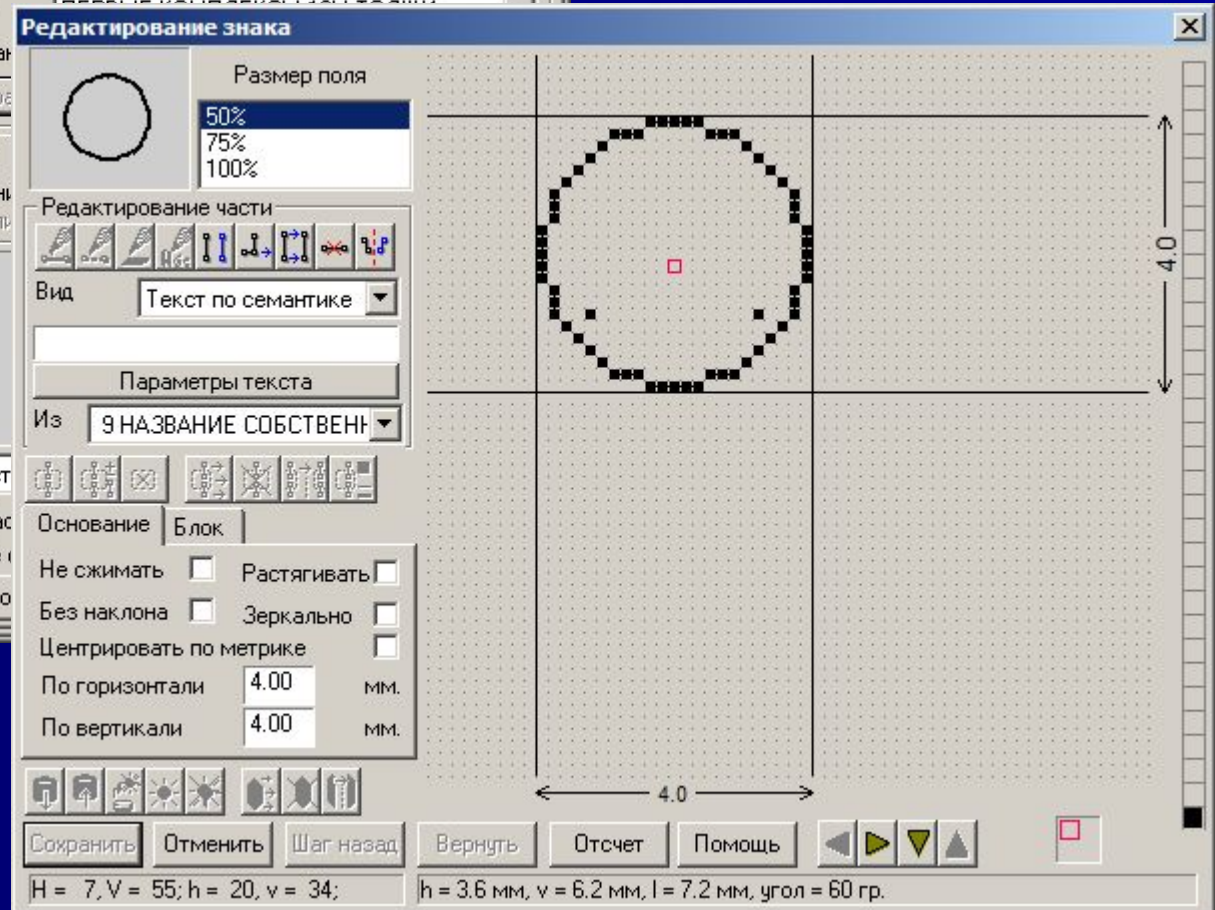 Редактирование знака
Размер поля
50%
75%
100%
Редактирование части
Вид
Текст по семантике
Параметры текста
Из
9 НАЗВАНИЕ
Основание
Блок
Не сжимать
Растягивать
Без наклона
Зеркально
Центрировать по метрике
По горизонтали 4.00 мм.
По вертикали 4.00 мм.
4.0
4.0
Сохранить
Отменить
Шаг назад
Вернуть
Отсчет
Помощь
H = 7, V = 55; h = 20, v = 34;
h = 3.6 мм, v = 6.2 мм, l = 7.2 мм, угол = 60 гр.